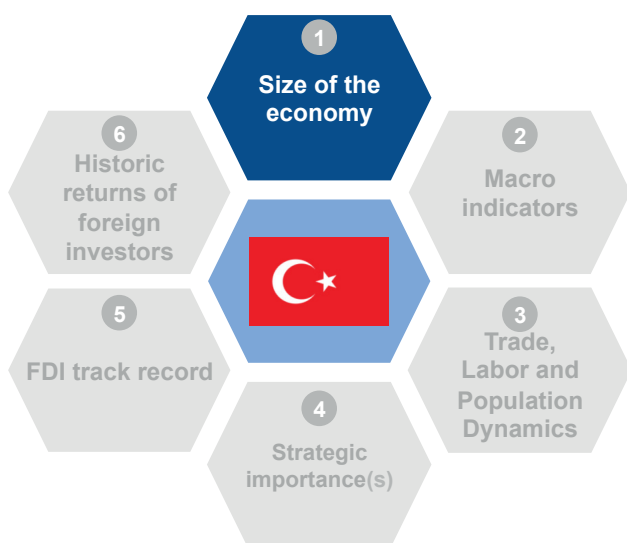 1
Size of the
economy
2
Macro
indicators
3
Trade,
Labor and
Population
Dynamics
4
Strategic
importance(s)
5
FDI track record
6
Historic
returns of
foreign
investors